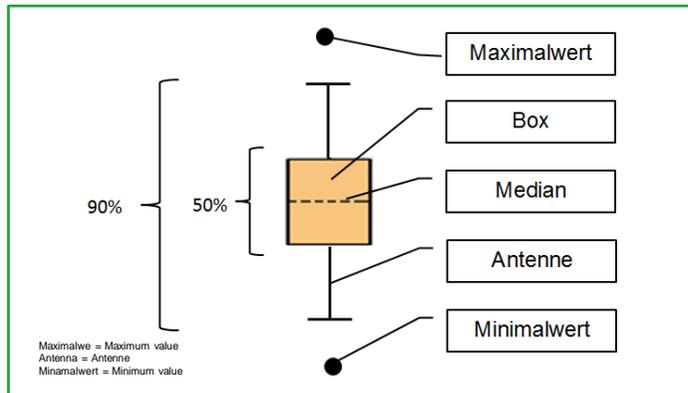 Maximalwert
Box
Median
90%
50%
Antenne
Minimalwert
Maximalwe = Maximum value
Antenna = Antenne
Minamalwert = Minimum value